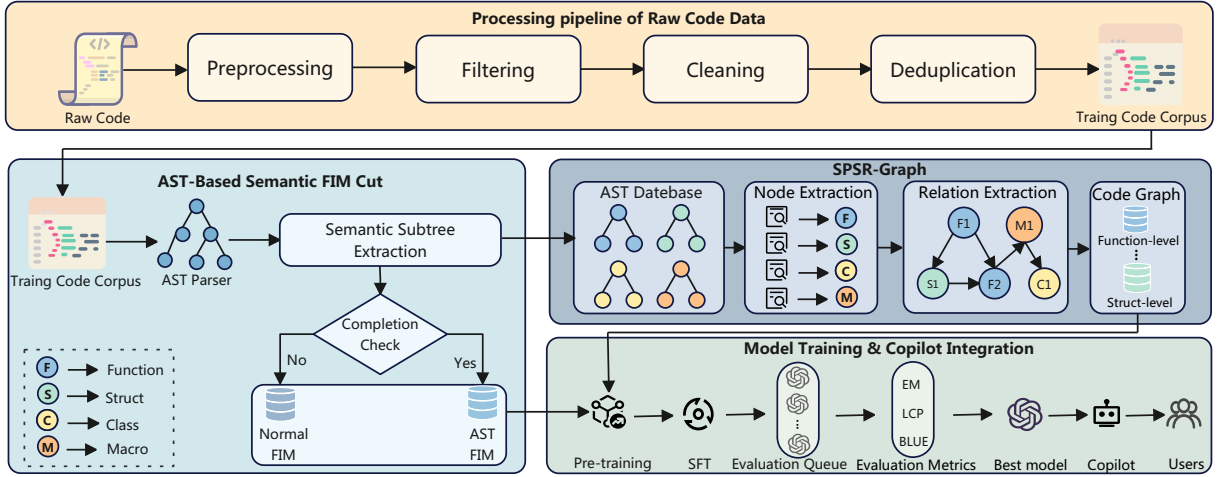 Processing pipeline of Raw Code Data
Raw Code
Preprocessing
Filtering
Cleaning
Deduplication
Traing Code Corpus
AST-Based Semantic FIM Cut
Traing Code Corpus
AST Parser
Semantic Subtree
Extraction
Completion
Check
No
Yes
Normal
FIM
AST
FIM
F
Function
S
Struct
C
Class
M
Macro
SPSR-Graph
AST Datebase
Node Extraction
F
S
C
M
Relation Extraction
F1
M1
S1
F2
C1
Code Graph
Function-level
Struct-level
Model Training & Copilot Integration
Pre-training
SFT
Evaluation Queue
EM
LCP
BLUE
Evaluation Metrics
Best model
Copilot
Users